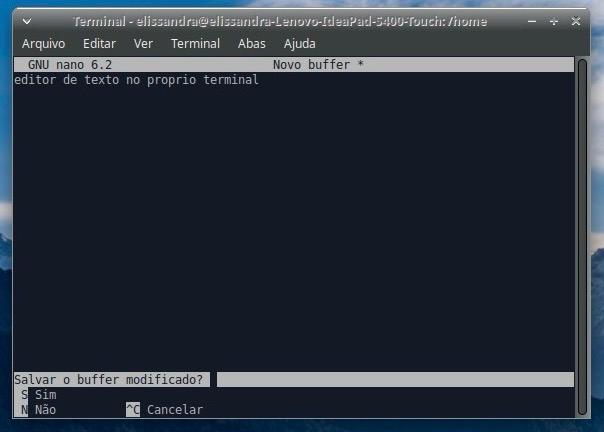 Terminal - elissandra@elissandra-Lenovo-IdeaPad-S400-Touch: /home
Arquivo Editar Ver Terminal Abas Ajuda
GNU nano 6.2 Novo buffer *
editor de texto no proprio terminal
Salvar o buffer modificado?
S Sim
N Não ^C Cancelar